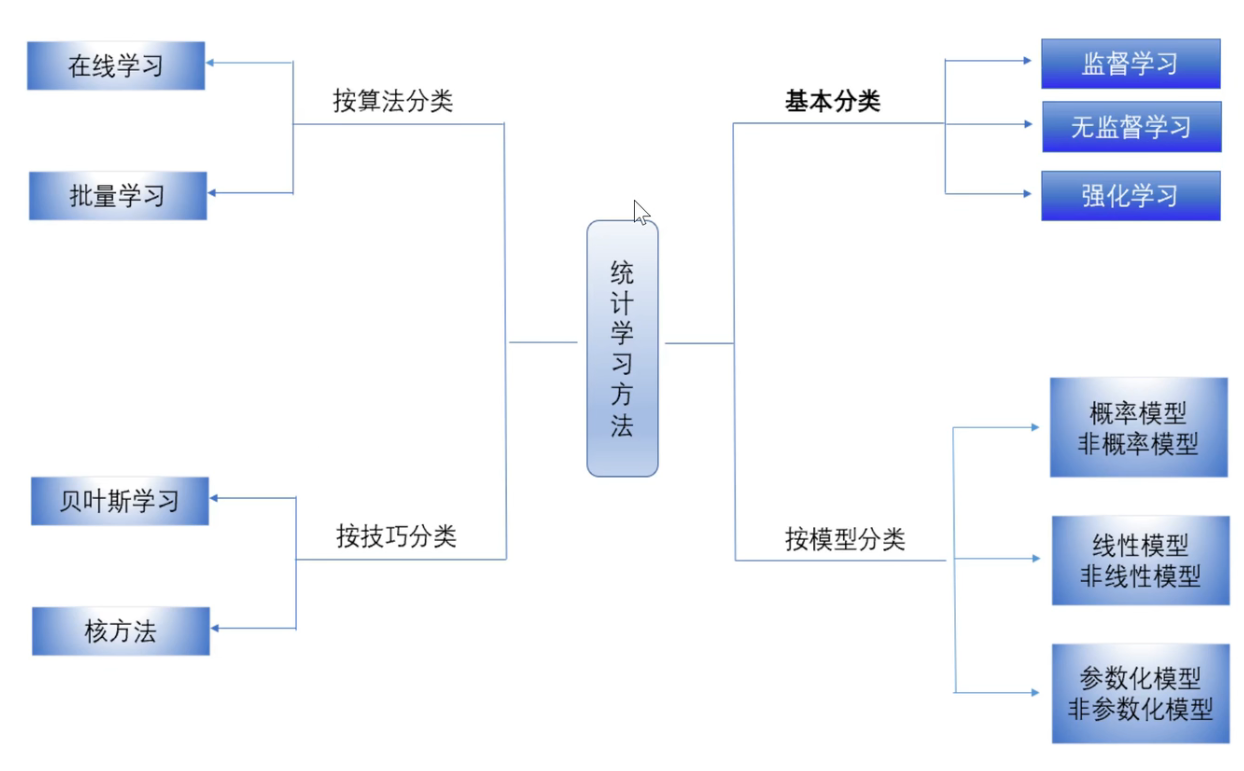 在线学习
批量学习
按算法分类
贝叶斯学习
核方法
按技巧分类
统计学习方法
基本分类
监督学习
无监督学习
强化学习
按模型分类
概率模型
非概率模型
线性模型
非线性模型
参数化模型
非参数化模型